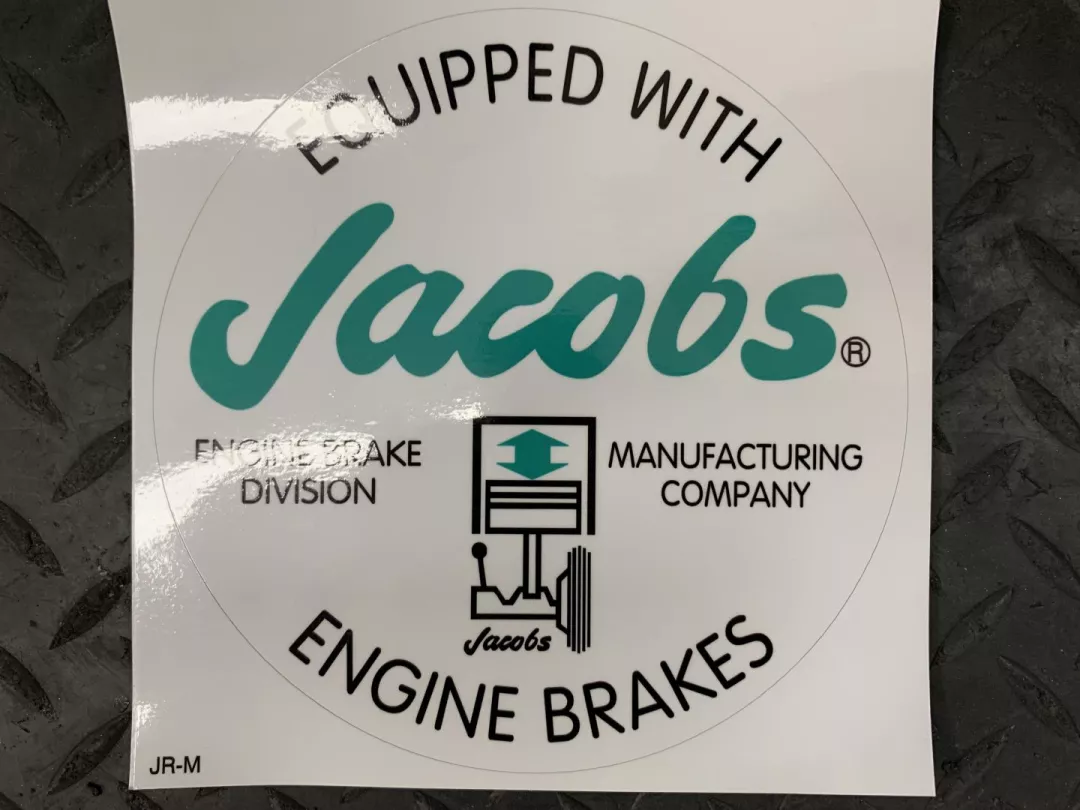 EQUIPPED WITH
Jacobs®
ENGINE BRAKE
DIVISION
MANUFACTURING
COMPANY
Jacobs
ENGINE BRAKES
JR-M